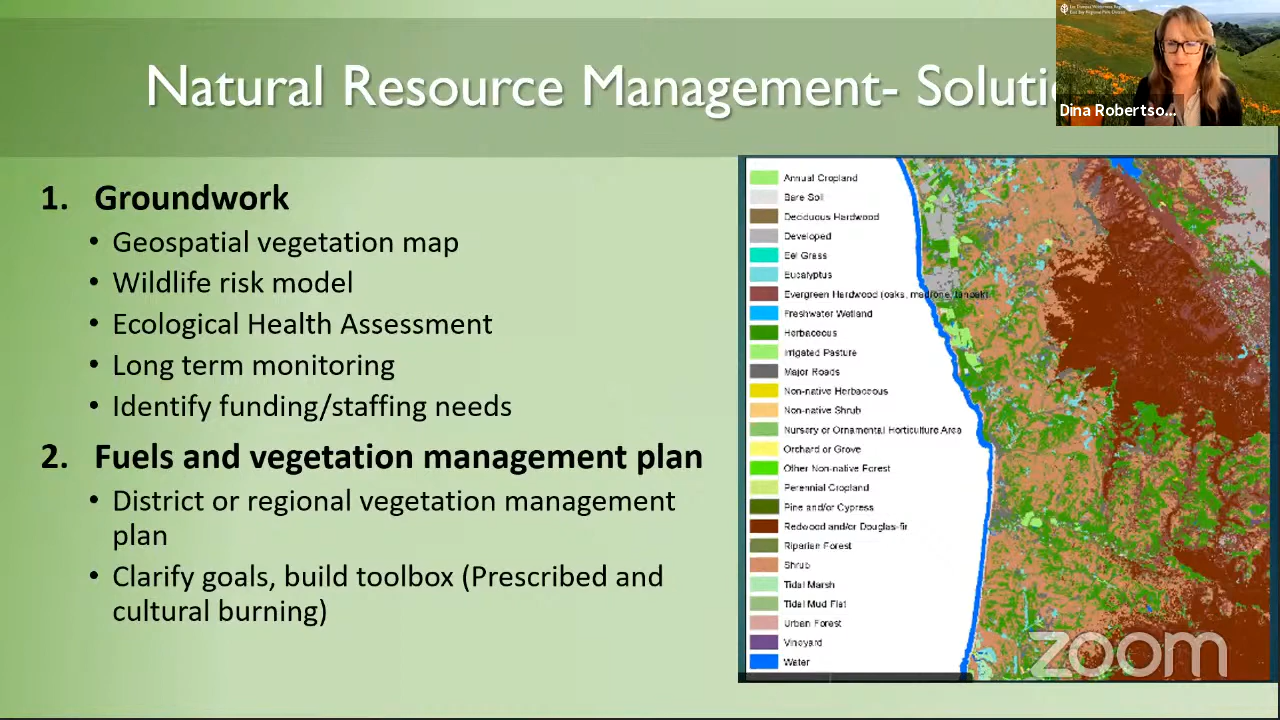 Natural Resource Management- Soluti
Dina Robertso...
1. Groundwork
• Geospatial vegetation map
• Wildlife risk model
• Ecological Health Assessment
• Long term monitoring
• Identify funding/staffing needs
2. Fuels and vegetation management plan
• District or regional vegetation management
plan
• Clarify goals, build toolbox (Prescribed and
cultural burning)
Annual Cropland
Bare Soil
Deciduous Hardwood
Developed
Eel Grass
Eucalyptus
Evergreen Hardwood (oaks, madrone, tanoak)
Freshwater Wetland
Herbaceous
Irrigated Pasture
Major Roads
Non-native Herbaceous
Non-native Shrub
Nursery or Ornamental Horticulture Area
Orchard or Grove
Other Non-native Forest
Perennial Cropland
Pine and/or Cypress
Redwood and/or Douglas-fir
Riparian Forest
Shrub
Tidal Marsh
Tidal Mud Flat
Urban Forest
Vineyard
Water
zoom